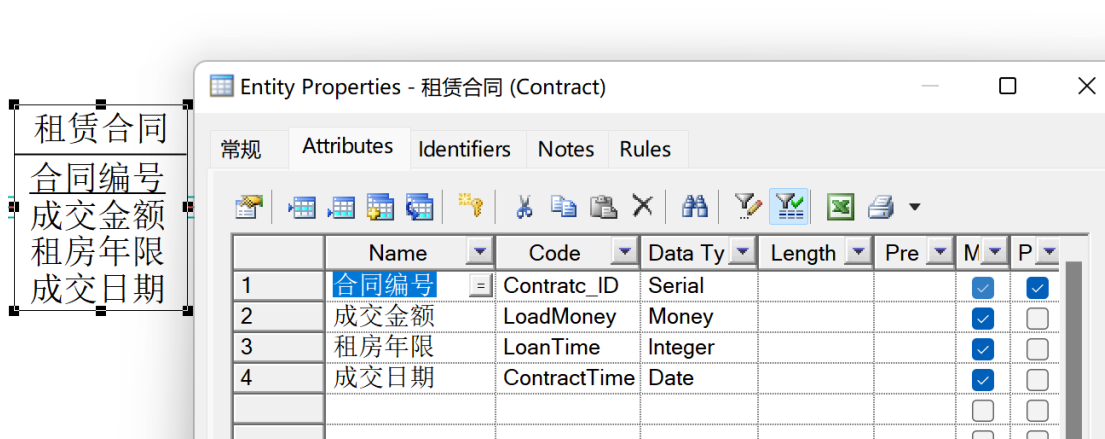 租赁合同
合同编号
成交金额
租房年限
成交日期
Entity Properties - 租赁合同 (Contract)
常规 Attributes Identifiers Notes Rules
Name Code Data Ty Length Pre M P
1 合同编号 = Contratc_ID Serial
2 成交金额 LoadMoney Money
3 租房年限 LoanTime Integer
4 成交日期 ContractTime Date